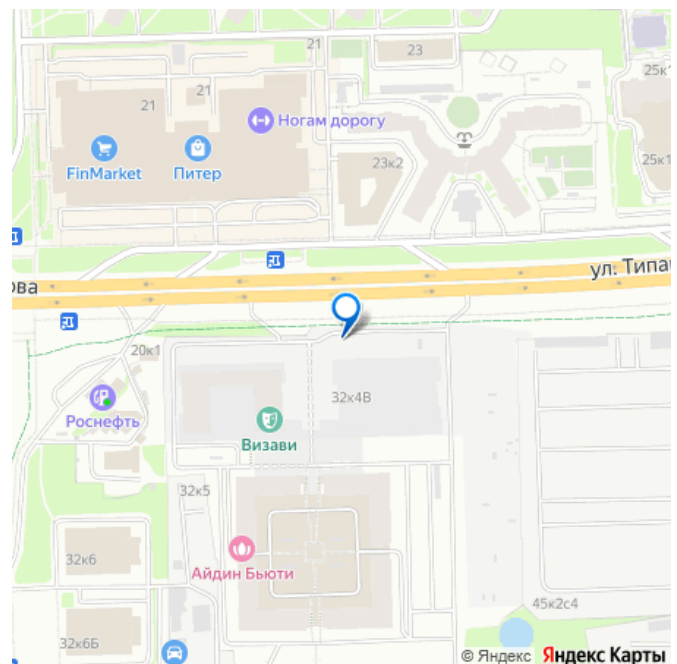 21
23
25к1
21
21
Ногам дорогу
FinMarket
Питер
23к2
25к1
ова
ул. Типа
20к1
Роснефть
32к4В
Визави
32к5
Айдин Бьюти
32к6
45к2с4
32к6Б
© Яндекс Яндекс Карты